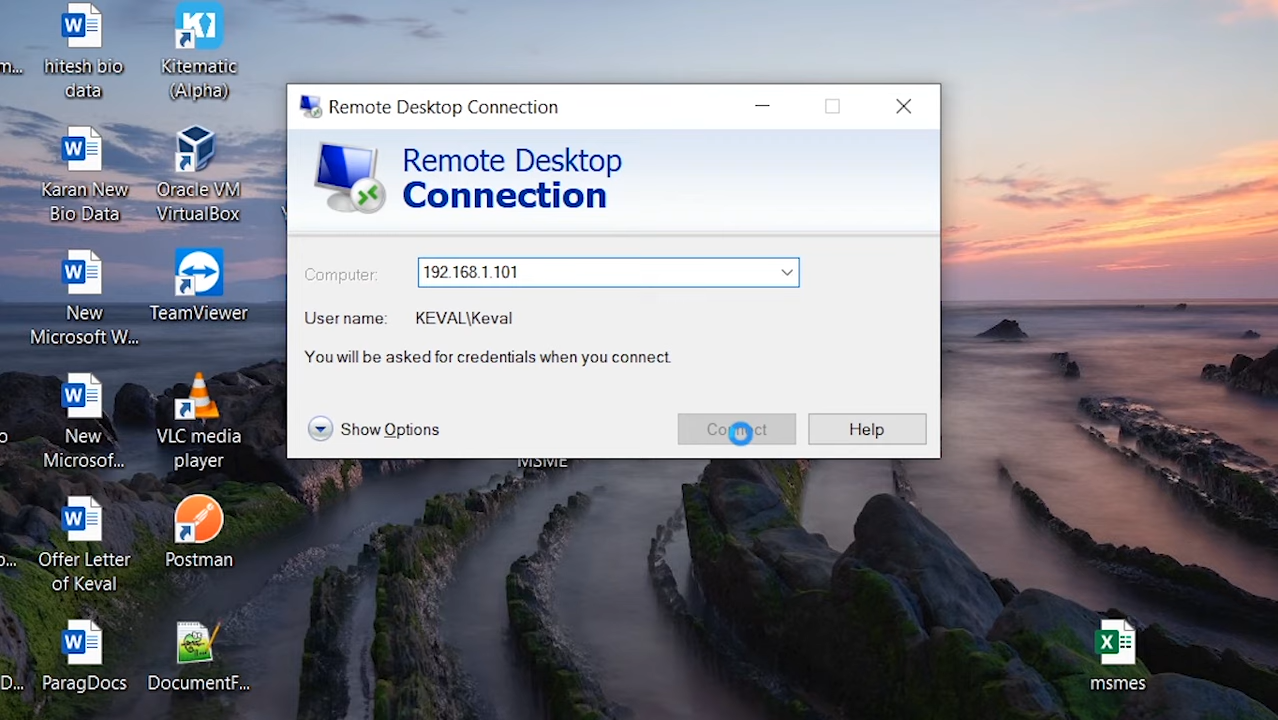 m...
hitesh bio
data
Kitematic
(Alpha)
Karan New
Bio Data
Oracle VM
VirtualBox
New
Microsoft W...
TeamViewer
o
New
Microsof...
VLC media
player
o...
Offer Letter
of Keval
Postman
D...
ParagDocs
DocumentF...
Remote Desktop Connection
Remote Desktop
Connection
Computer:
192.168.1.101
User name:
KEVAL\Keval
You will be asked for credentials when you connect.
Show Options
Connect
Help
MSME
msmes